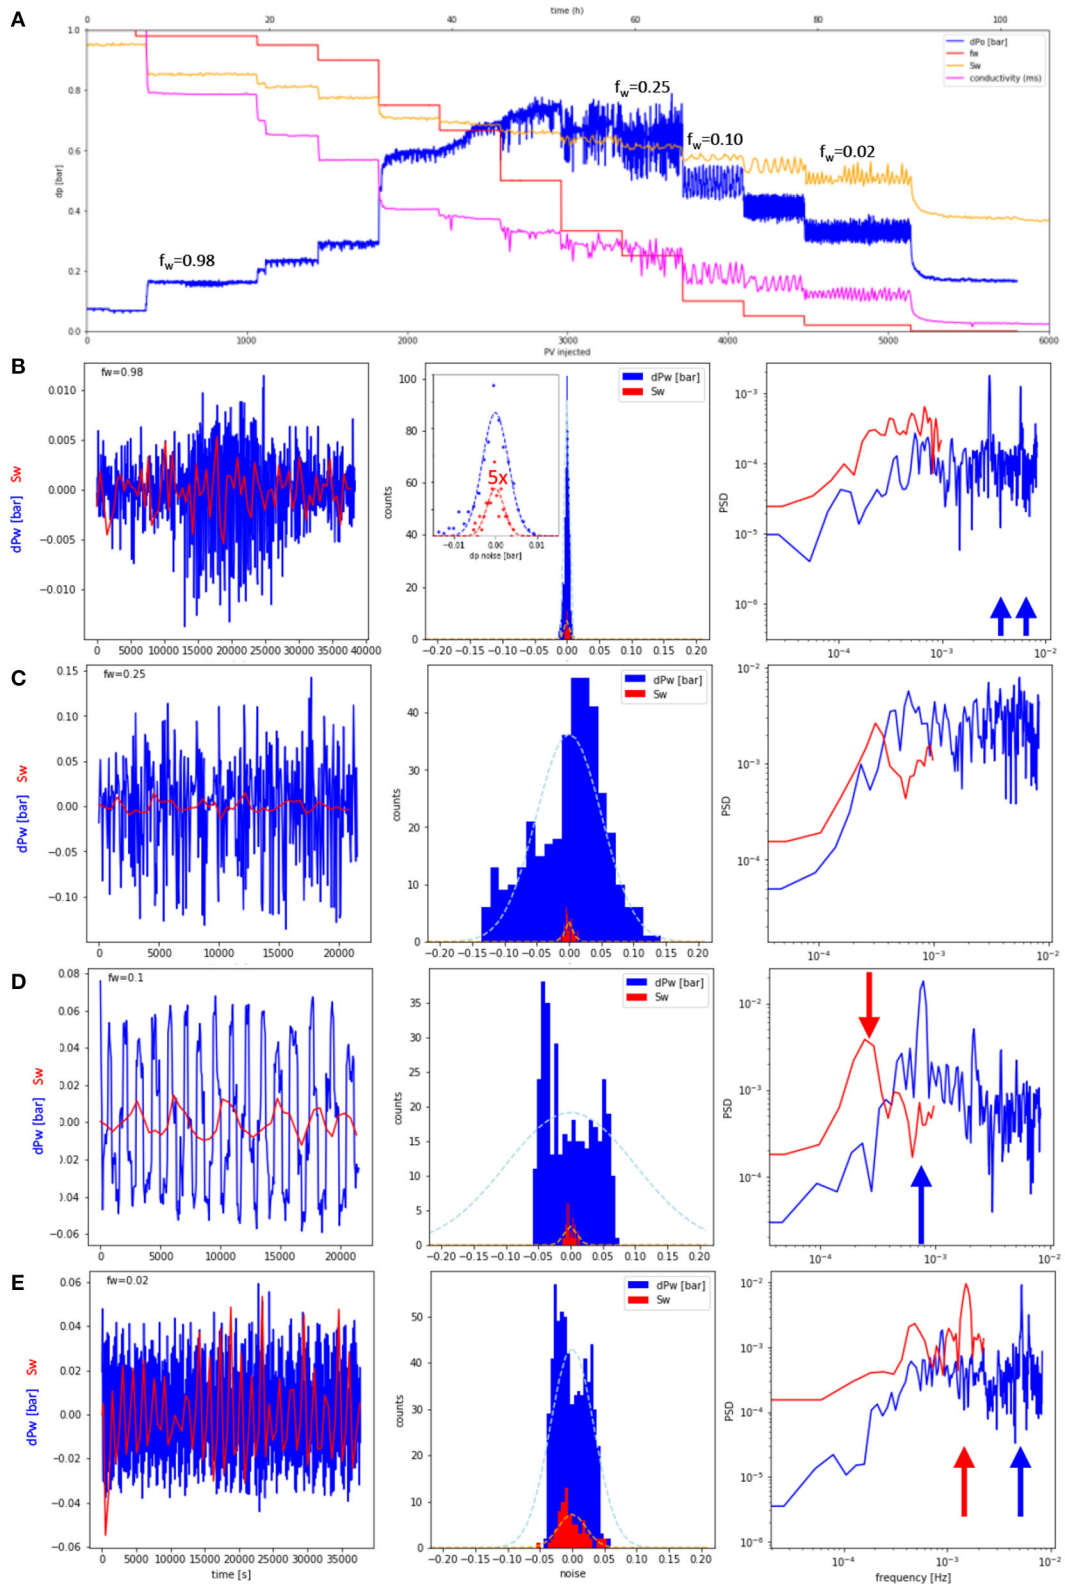 A
time (h)
0 20 40 60 80 100
1.0
0.8
0.6
0.4
0.2
0.0
dp [bar]
dPo [bar]
fw
Sw
conductivity (ms)
fw=0.98
fw=0.25
fw=0.10
fw=0.02
0 1000 2000 3000 4000 5000 6000
PV injected
B
fw=0.98
dPw [bar] Sw
0.010
0.005
0.000
−0.005
−0.010
0 5000 10000 15000 20000 25000 30000 35000 40000
counts
100
80
60
40
20
0
5x
−0.01 0.00 0.01
dp noise [bar]
dPw [bar]
Sw
−0.20 −0.15 −0.10 −0.05 0.00 0.05 0.10 0.15 0.20
PSD
10−3
10−4
10−5
10−6
10−4 10−3 10−2
C
fw=0.25
dPw [bar] Sw
0.15
0.10
0.05
0.00
−0.05
−0.10
0 5000 10000 15000 20000
counts
40
30
20
10
0
dPw [bar]
Sw
−0.20 −0.15 −0.10 −0.05 0.00 0.05 0.10 0.15 0.20
PSD
10−2
10−3
10−4
10−4 10−3 10−2
D
fw=0.1
dPw [bar] Sw
0.08
0.06
0.04
0.02
0.00
0.02
0.04
−0.06
0 5000 10000 15000 20000
counts
35
30
25
20
15
10
5
0
dPw [bar]
Sw
−0.20 −0.15 −0.10 −0.05 0.00 0.05 0.10 0.15 0.20
PSD
10−2
10−3
10−4
10−4 10−3 10−2
E
fw=0.02
dPw [bar] Sw
0.06
0.04
0.02
0.00
−0.02
−0.04
−0.06
0 5000 10000 15000 20000 25000 30000 35000
time [s]
counts
50
40
30
20
10
0
dPw [bar]
Sw
−0.20 −0.15 −0.10 −0.05 0.00 0.05 0.10 0.15 0.20
noise
PSD
10−2
10−3
10−4
10−5
10−6
10−4 10−3 10−2
frequency [Hz]